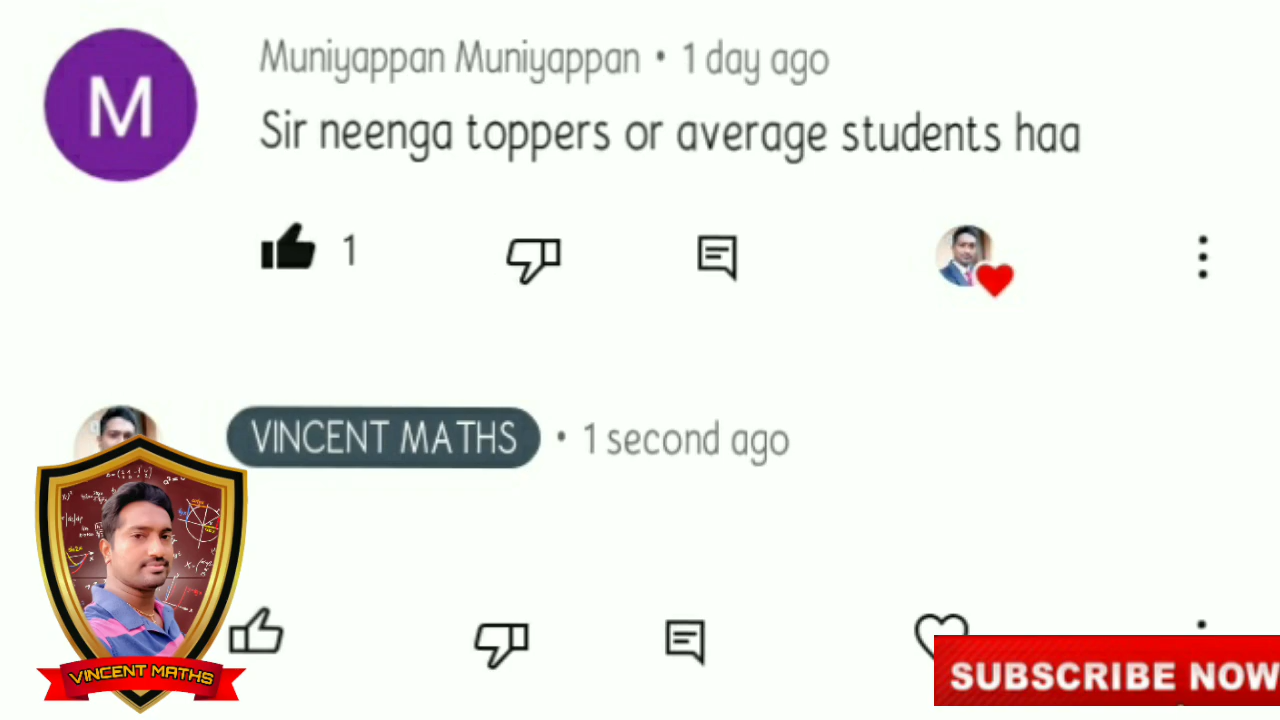 M
Muniyappan Muniyappan • 1 day ago
Sir neenga toppers or average students haa
1
VINCENT MATHS • 1 second ago
VINCENT MATHS
SUBSCRIBE NOW